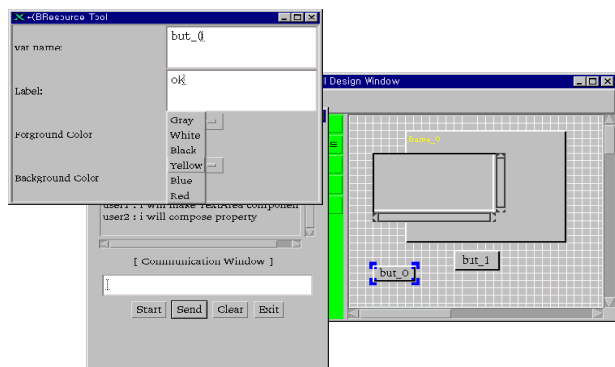 +(BResource Tool
var name:
but_0
Label:
ok
Forground Color
Background Color
Gray
White
Black
Yellow
Blue
Red
user1 : i will make TextArea componen
user2 : i will compose property
[ Communication Window ]
Start Send Clear Exit
l Design Window
frame_0
but_0
but_1